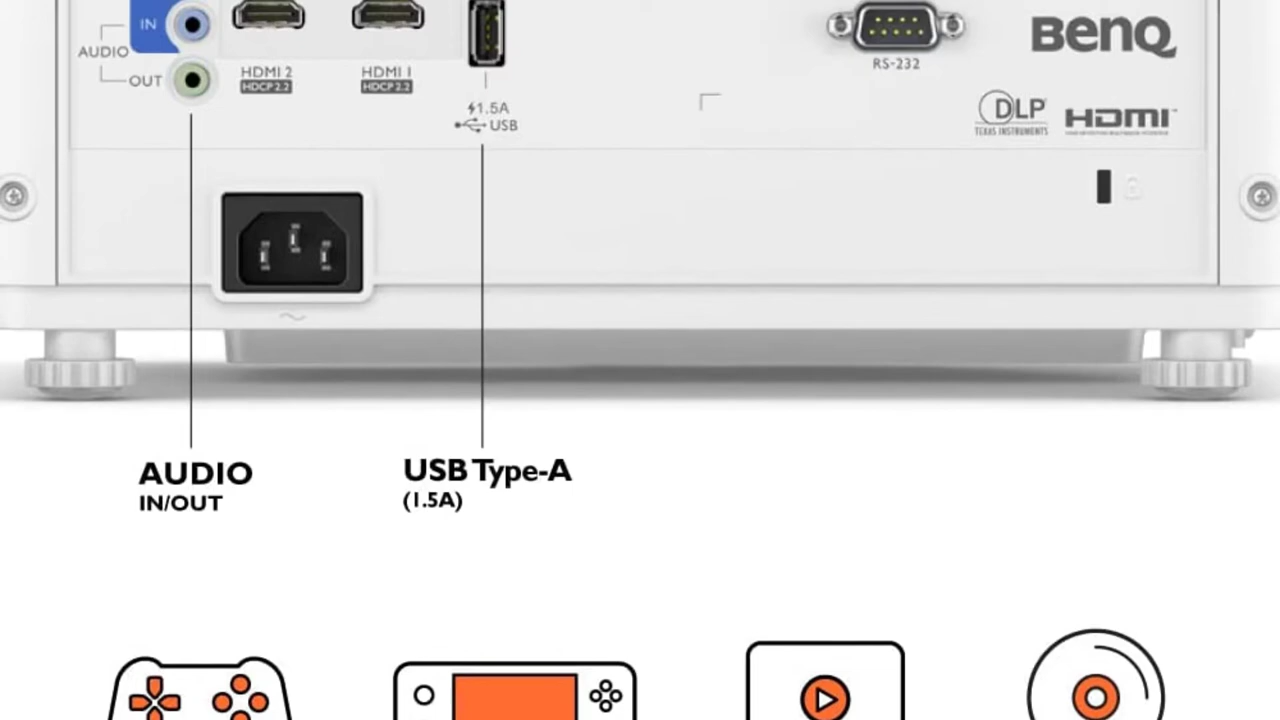 IN
AUDIO
OUT
HDMI 2
HDCP 2.2
HDMI 1
HDCP 2.2
1.5A
USB
RS-232
BenQ
DLP
TEXAS INSTRUMENTS
HDMI
AUDIO
IN/OUT
USB Type-A
(1.5A)